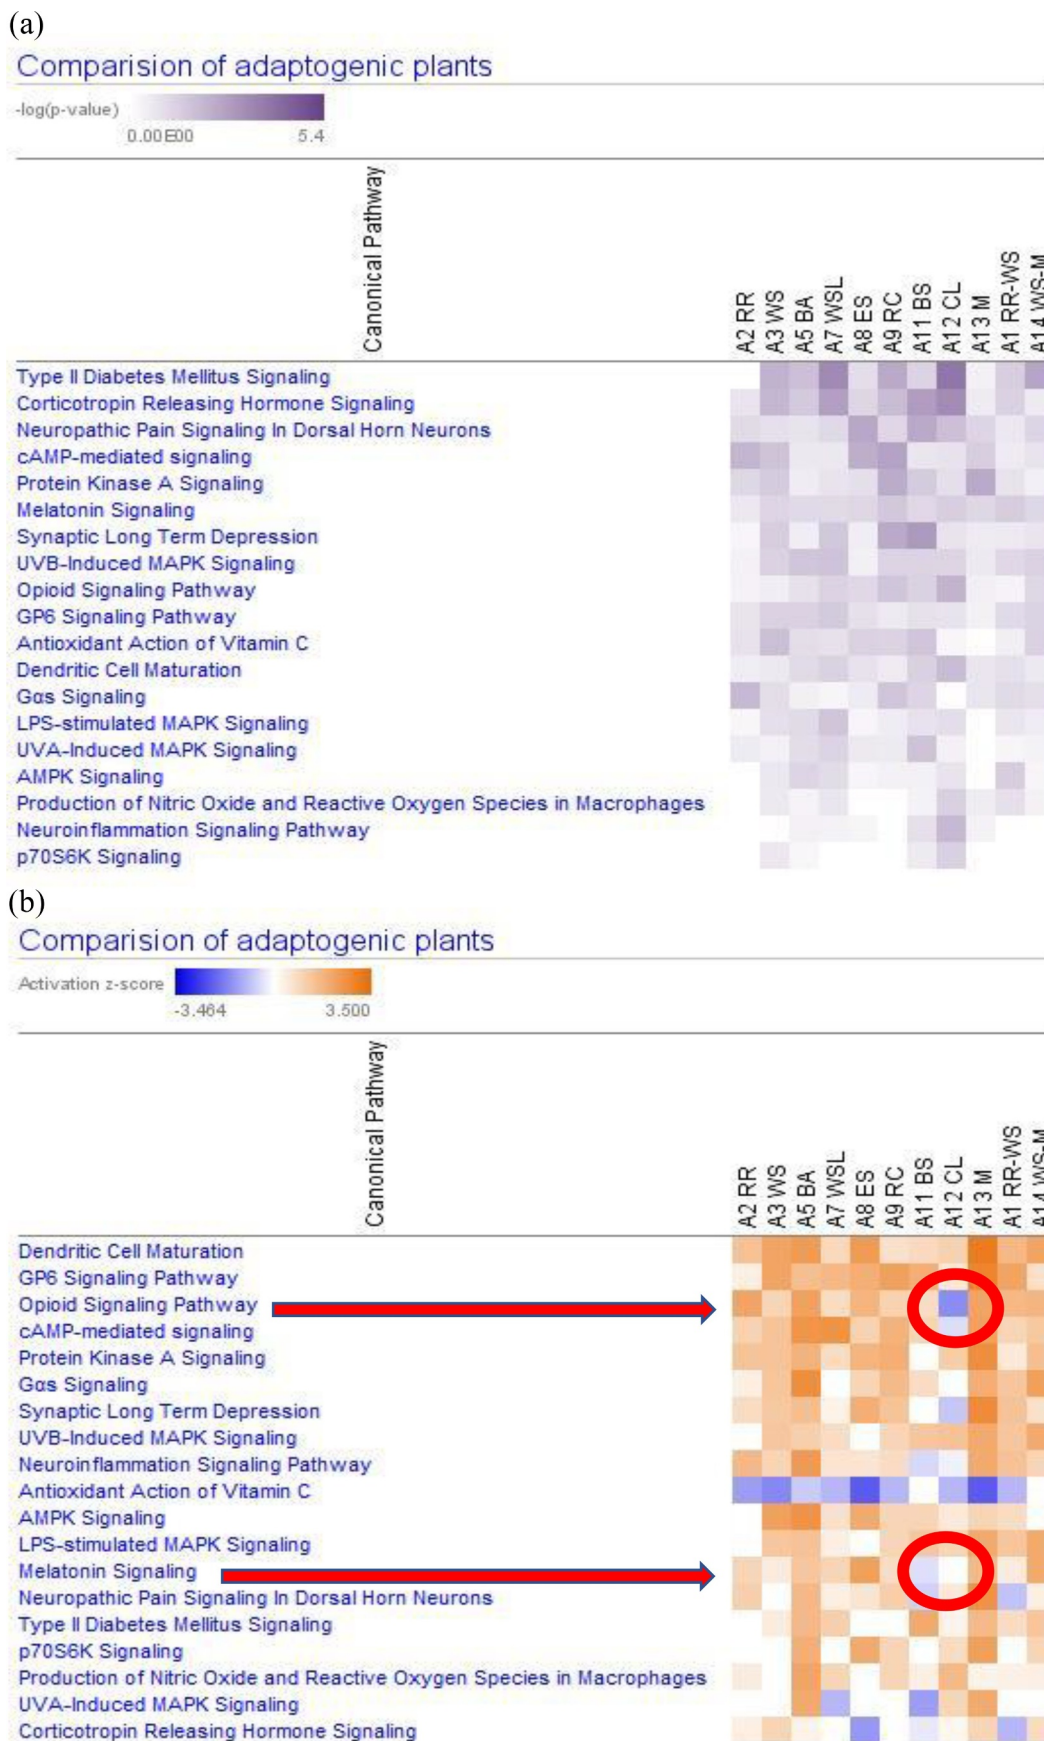 (a)
Comparision of adaptogenic plants
-log(p-value)
0.00E00 5.4
Canonical Pathway
A2 RR
A3 WS
A5 BA
A7 WSL
A8 ES
A9 RC
A11 BS
A12 CL
A13 M
A1 RR-WS
A14 WS-M
Type II Diabetes Mellitus Signaling
Corticotropin Releasing Hormone Signaling
Neuropathic Pain Signaling In Dorsal Horn Neurons
cAMP-mediated signaling
Protein Kinase A Signaling
Melatonin Signaling
Synaptic Long Term Depression
UVB-Induced MAPK Signaling
Opioid Signaling Pathway
GP6 Signaling Pathway
Antioxidant Action of Vitamin C
Dendritic Cell Maturation
Gαs Signaling
LPS-stimulated MAPK Signaling
UVA-Induced MAPK Signaling
AMPK Signaling
Production of Nitric Oxide and Reactive Oxygen Species in Macrophages
Neuroinflammation Signaling Pathway
p70S6K Signaling
(b)
Comparision of adaptogenic plants
Activation z-score
-3.464 3.500
Canonical Pathway
A2 RR
A3 WS
A5 BA
A7 WSL
A8 ES
A9 RC
A11 BS
A12 CL
A13 M
A1 RR-WS
A14 WS-M
Dendritic Cell Maturation
GP6 Signaling Pathway
Opioid Signaling Pathway
cAMP-mediated signaling
Protein Kinase A Signaling
Gαs Signaling
Synaptic Long Term Depression
UVB-Induced MAPK Signaling
Neuroinflammation Signaling Pathway
Antioxidant Action of Vitamin C
AMPK Signaling
LPS-stimulated MAPK Signaling
Melatonin Signaling
Neuropathic Pain Signaling In Dorsal Horn Neurons
Type II Diabetes Mellitus Signaling
p70S6K Signaling
Production of Nitric Oxide and Reactive Oxygen Species in Macrophages
UVA-Induced MAPK Signaling
Corticotropin Releasing Hormone Signaling